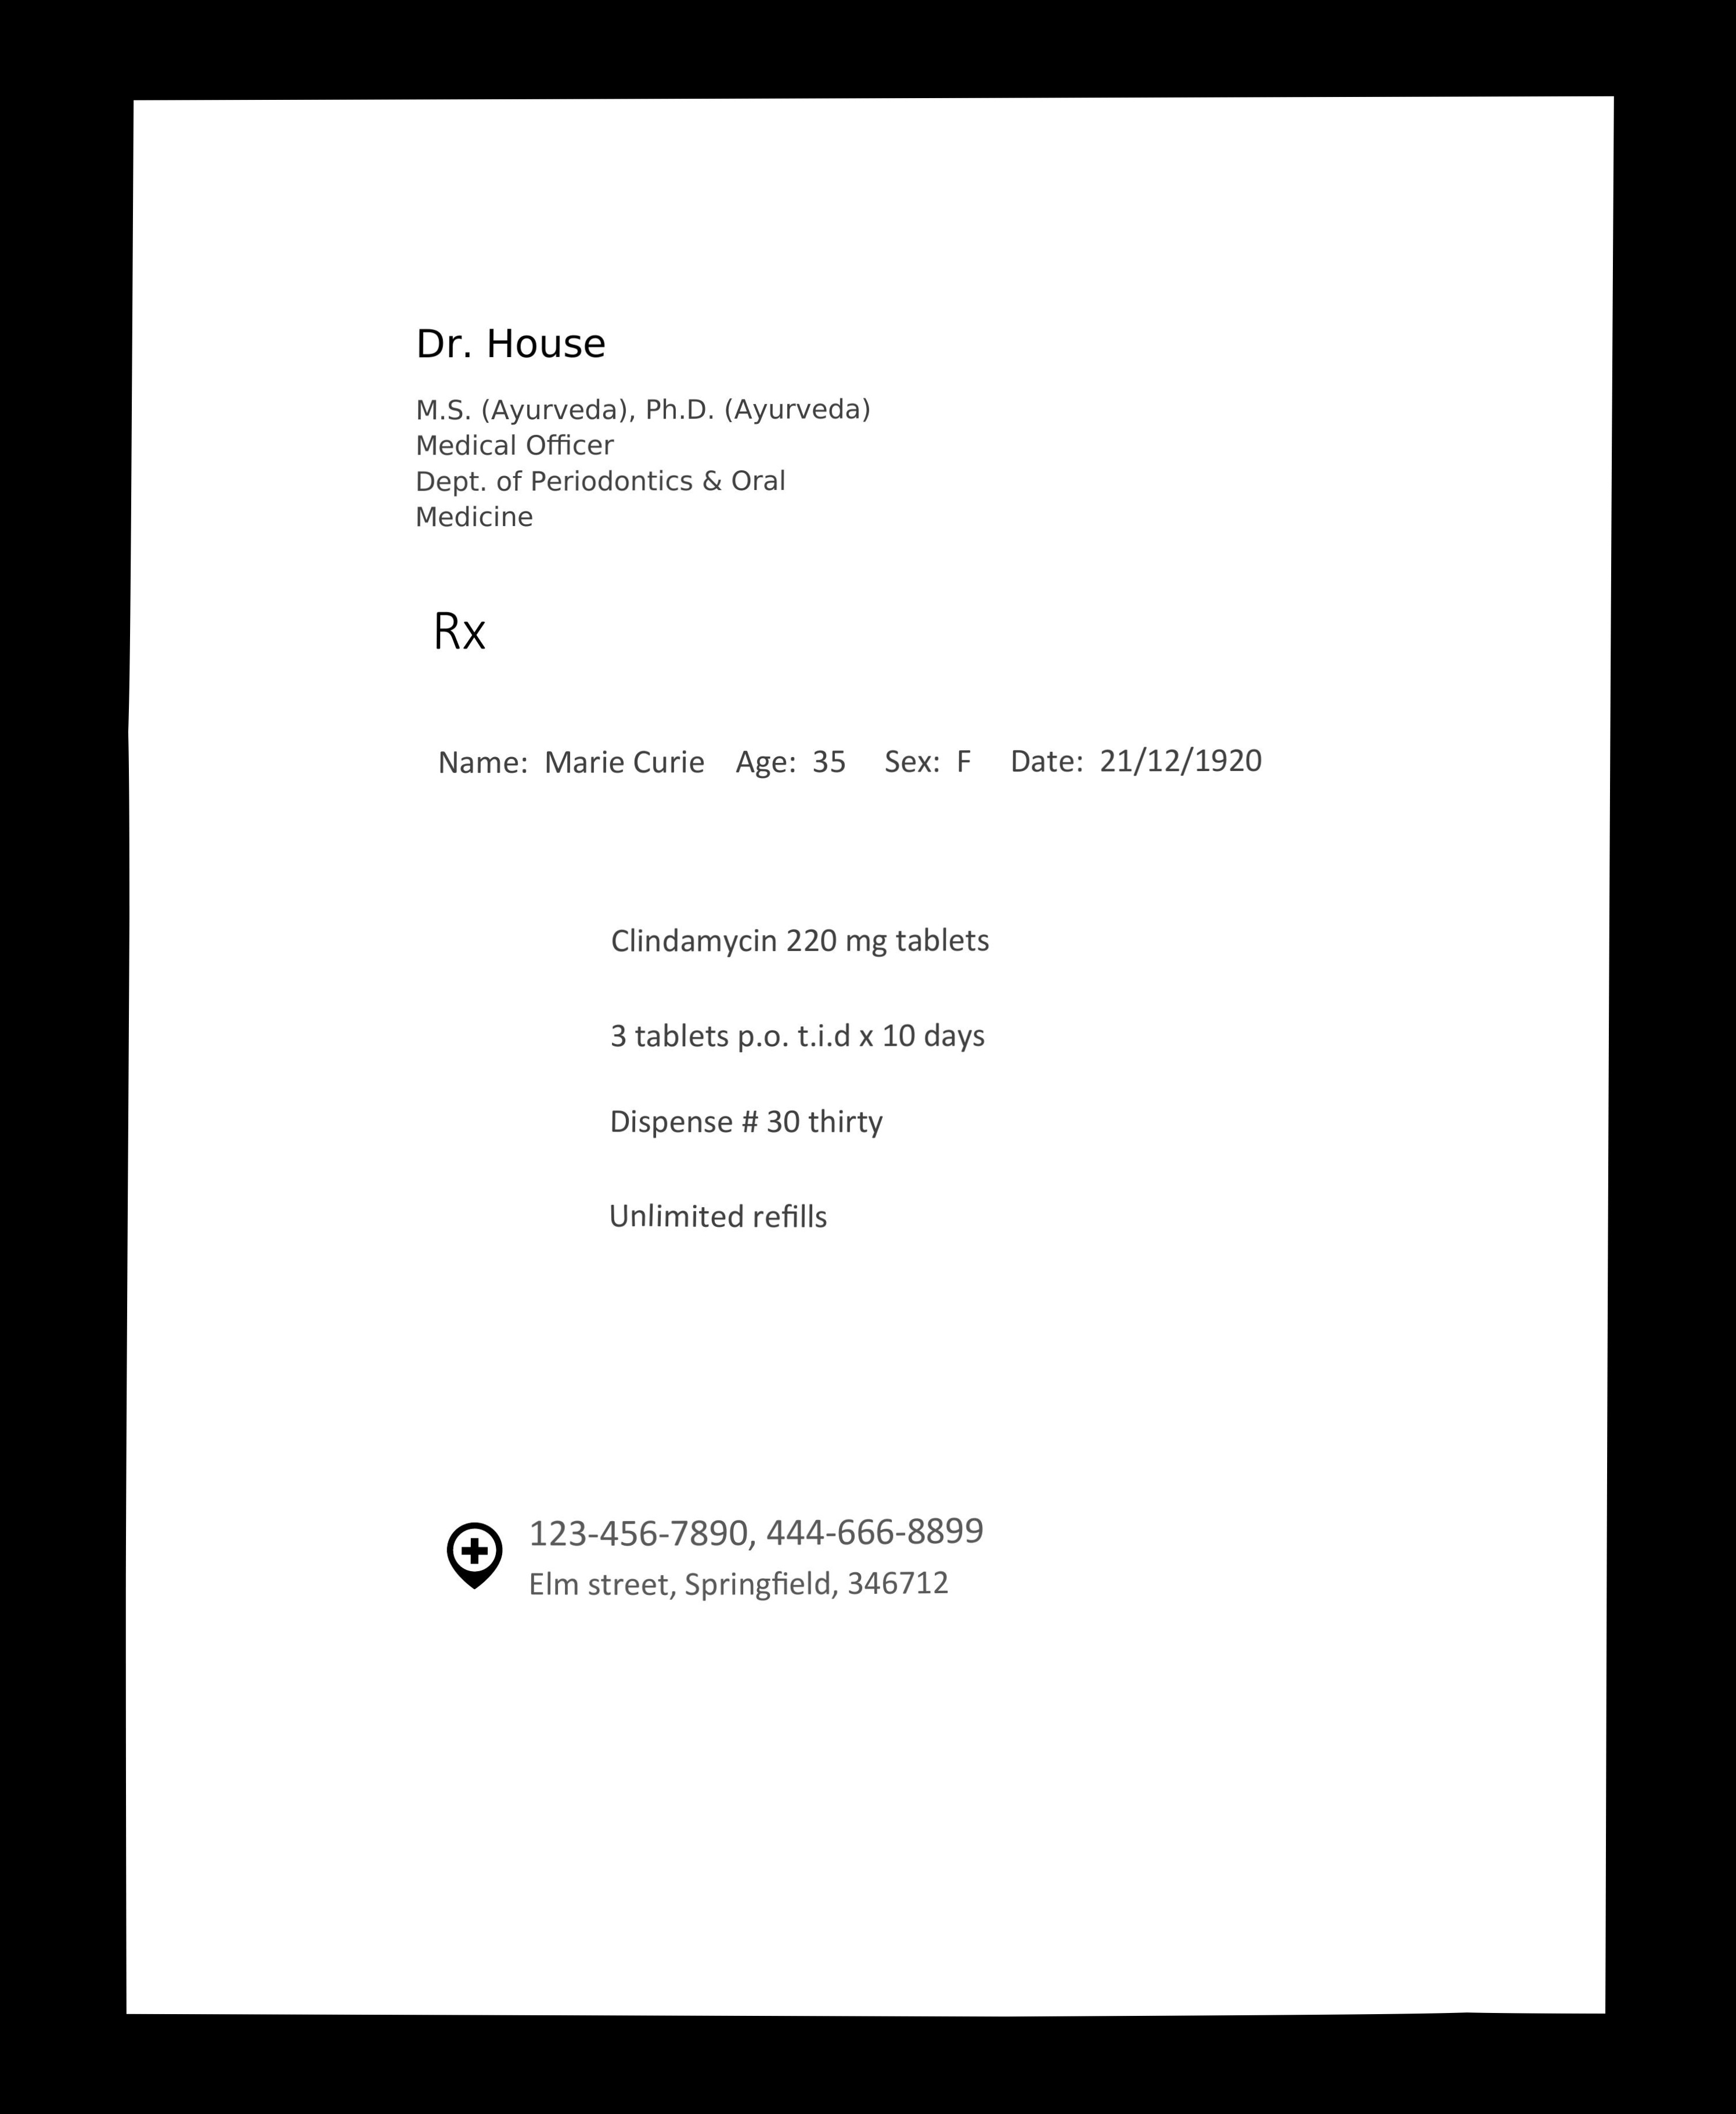 Dr. House
M.S. (Ayurveda), Ph.D. (Ayurveda)
Medical Officer
Dept. of Periodontics & Oral
Medicine
Rx
Name: Marie Curie Age: 35 Sex: F Date: 21/12/1920
Clindamycin 220 mg tablets
3 tablets p.o. t.i.d x 10 days
Dispense # 30 thirty
Unlimited refills
123-456-7890, 444-666-8899
Elm street, Springfield, 346712